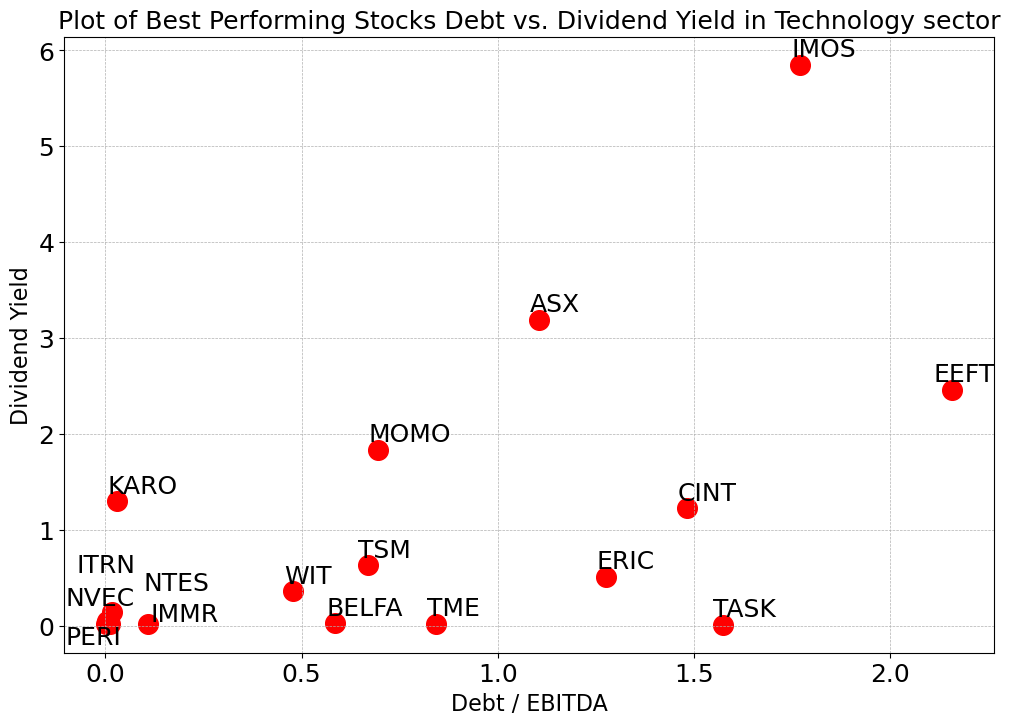 Plot of Best Performing Stocks Debt vs. Dividend Yield in Technology sector
IMOS
6
5
4
ASX
3
EEFT
MOMO
2
KARO
CINT
1
ITRN
TSM
ERIC
NTES
WIT
NVEC
IMMR
BELFA
TME
TASK
0
PERI
0.0
0.5
1.0
1.5
2.0
Dividend Yield
Debt / EBITDA